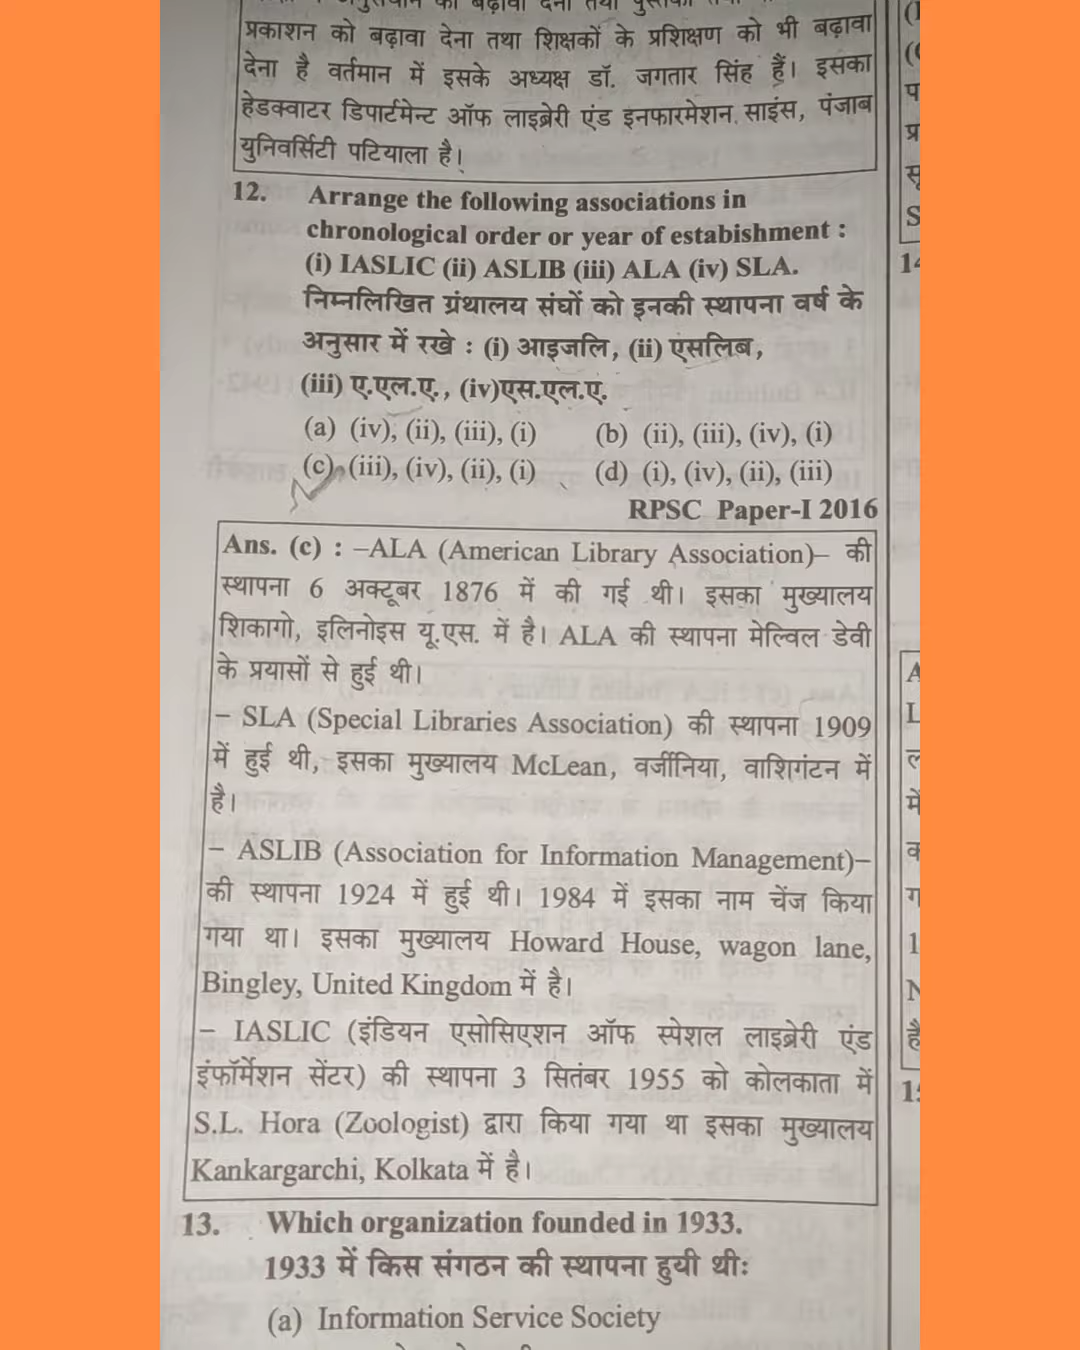 अनुसंधान को बढ़ावा देना तथा
प्रकाशन को बढ़ावा देना तथा शिक्षकों के प्रशिक्षण को भी बढ़ावा
देना है वर्तमान में इसके अध्यक्ष डॉ. जगतार सिंह हैं। इसका
हेडक्वाटर डिपार्टमेन्ट ऑफ लाइब्रेरी एंड इनफारमेशन साइंस, पंजाब
युनिवर्सिटी पटियाला है।
12. Arrange the following associations in
chronological order or year of estabishment :
(i) IASLIC (ii) ASLIB (iii) ALA (iv) SLA.
निम्नलिखित ग्रंथालय संघों को इनकी स्थापना वर्ष के
अनुसार में रखे : (i) आइजलि, (ii) एंसलिब,
(iii) ए.एल.ए., (iv)एस.एल.ए.
(a) (iv), (ii), (iii), (i) (b) (ii), (iii), (iv), (i)
(c) (iii), (iv), (ii), (i) (d) (i), (iv), (ii), (iii)
RPSC Paper-I 2016
Ans. (c) : –ALA (American Library Association)– की
स्थापना 6 अक्टूबर 1876 में की गई थी। इसका मुख्यालय
शिकागो, इलिनोइस यू.एस. में है। ALA की स्थापना मेल्विल डेवी
के प्रयासों से हुई थी।
– SLA (Special Libraries Association) की स्थापना 1909
में हुई थी, इसका मुख्यालय McLean, वर्जीनिया, वाशिगंटन में
है।
– ASLIB (Association for Information Management)–
की स्थापना 1924 में हुई थी। 1984 में इसका नाम चेंज किया
गया था। इसका मुख्यालय Howard House, wagon lane,
Bingley, United Kingdom में है।
– IASLIC (इंडियन एसोसिएशन ऑफ स्पेशल लाइब्रेरी एंड
इंफॉर्मेशन सेंटर) की स्थापना 3 सितंबर 1955 को कोलकाता में
S.L. Hora (Zoologist) द्वारा किया गया था इसका मुख्यालय
Kankargarchi, Kolkata में है।
13. Which organization founded in 1933.
1933 में किस संगठन की स्थापना हुयी थीः
(a) Information Service Society